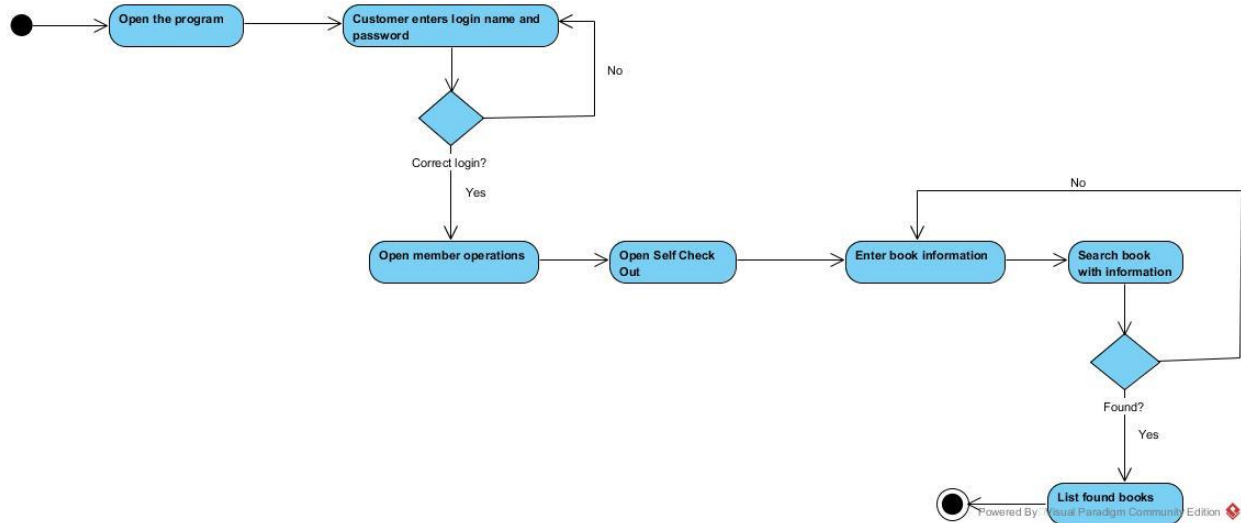 Open the program
Customer enters login name and
password
No
Correct login?
Yes
No
Open member operations
Open Self Check
Out
Enter book information
Search book
with information
Found?
Yes
List found books
Powered By Visual Paradigm Community Edition